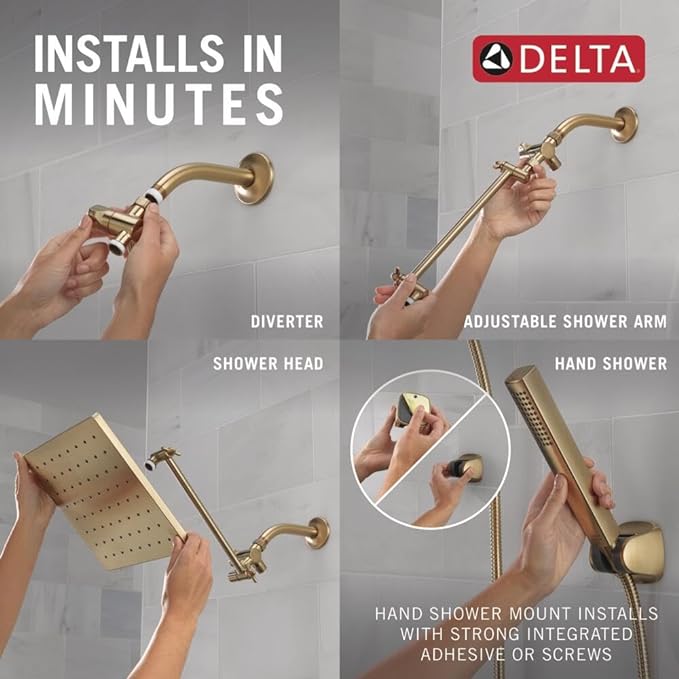 INSTALLS IN
MINUTES
DELTA
DIVERTER
ADJUSTABLE SHOWER ARM
SHOWER HEAD
HAND SHOWER
HAND SHOWER MOUNT INSTALLS
WITH STRONG INTEGRATED
ADHESIVE OR SCREWS